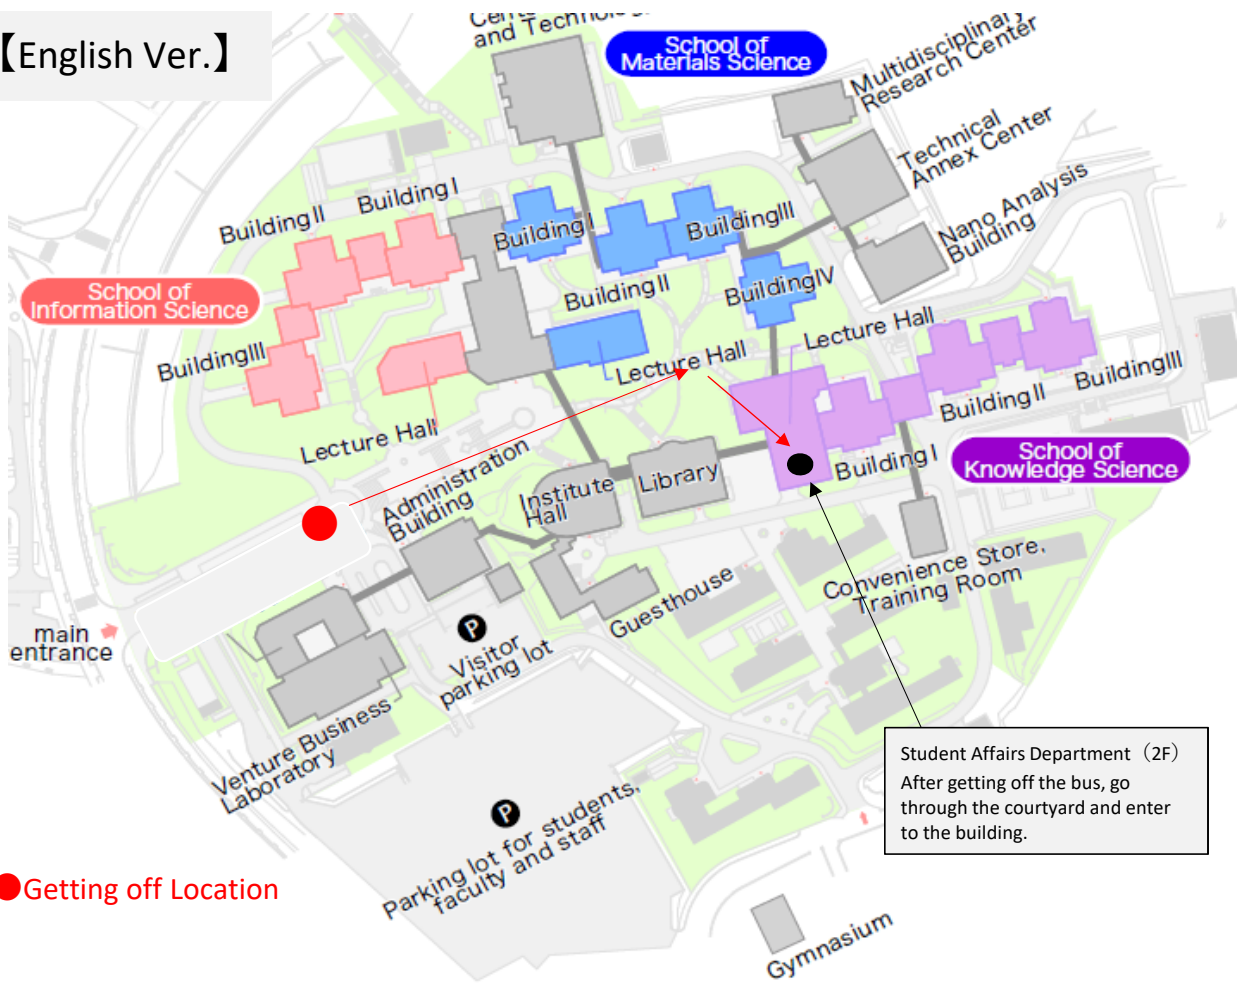 【English Ver.】
and Technolog
School of
Materials Science
Multidisciplinary
Research Center
Technical
Annex Center
Nano Analysis
Building
Building II
Building I
Building I
Building III
Building II
Building IV
School of
Information Science
Building III
Lecture Hall
Lecture Hall
Lecture Hall
Building II
Building III
Building I
School of
Knowledge Science
Administration
Building
Institute
Hall
Library
Convenience Store,
Training Room
Guesthouse
main
entrance
P
Visitor
parking lot
Venture Business
Laboratory
P
Parking lot for students,
faculty and staff
Student Affairs Department（2F）
After getting off the bus, go
through the courtyard and enter
to the building.
Getting off Location
Gymnasium